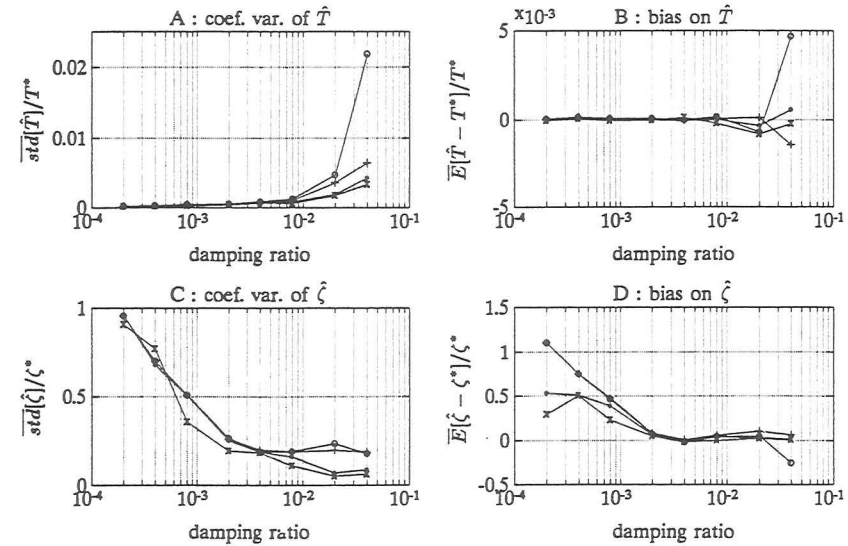 A : coef. var. of T̂
B : bias on T̂
x10-3
0.02
0.01
0
10-4
10-3
10-2
10-1
damping ratio
std[T̂]/T*
5
0
-5
10-4
10-3
10-2
10-1
damping ratio
E[T̂ − T*]/T*
C : coef. var. of ζ̂
D : bias on ζ̂
1
0.5
0
10-4
10-3
10-2
10-1
damping ratio
std[ζ̂]/ζ*
1.5
1
0.5
0
-0.5
10-4
10-3
10-2
10-1
damping ratio
E[ζ̂ − ζ*]/ζ*